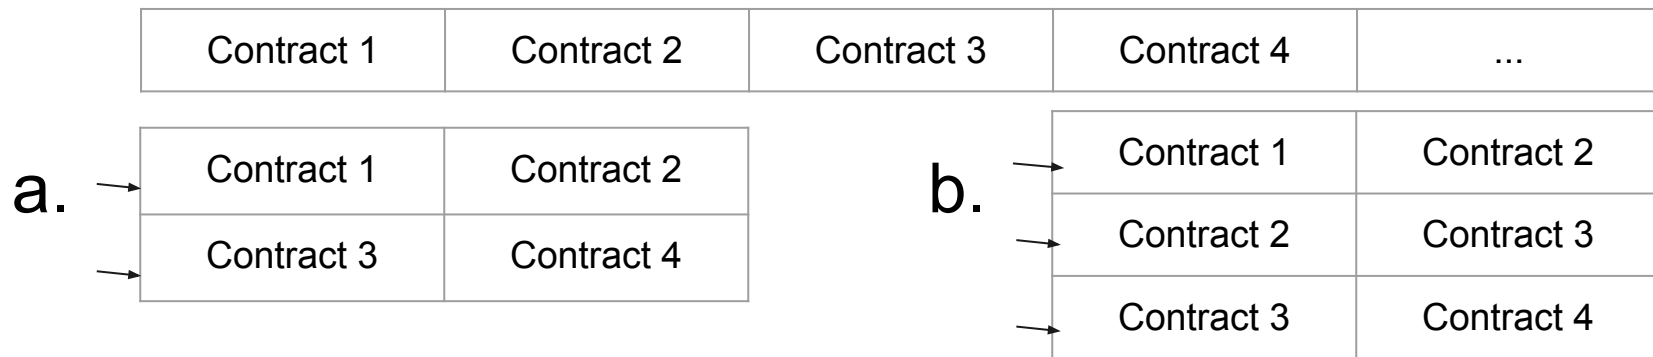 Contract 1 Contract 2 Contract 3 Contract 4 ...
a.
Contract 1 Contract 2
Contract 3 Contract 4
b.
Contract 1 Contract 2
Contract 2 Contract 3
Contract 3 Contract 4